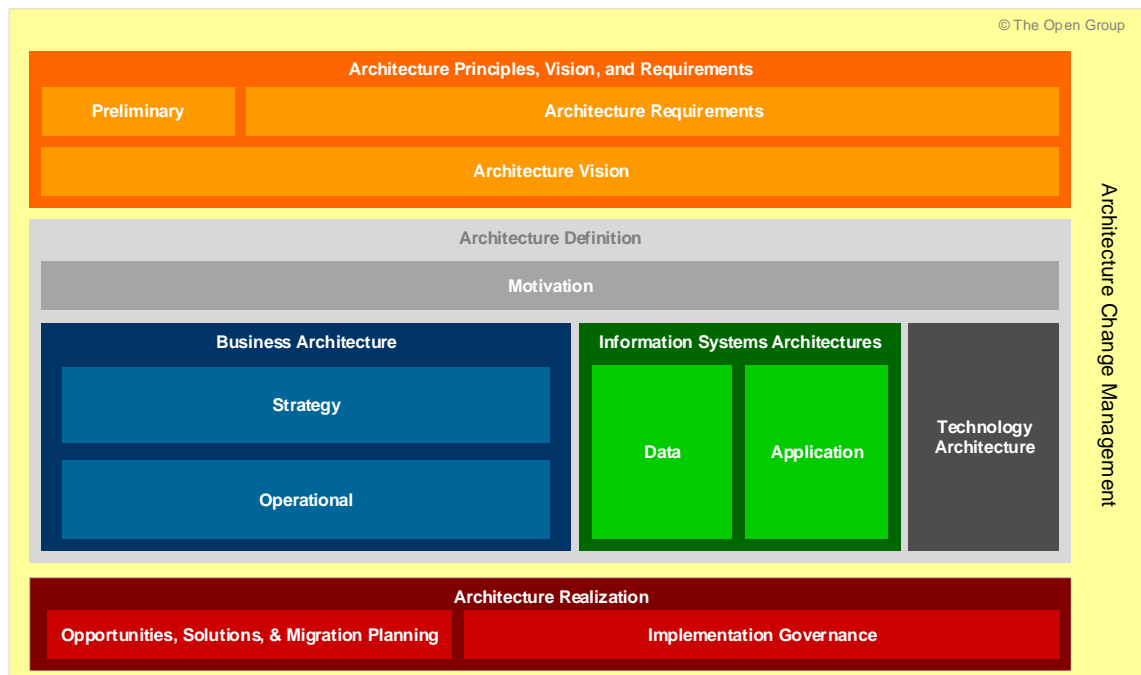 © The Open Group
Architecture Principles, Vision, and Requirements
Preliminary
Architecture Requirements
Architecture Vision
Architecture Definition
Motivation
Business Architecture
Strategy
Operational
Information Systems Architectures
Data
Application
Technology
Architecture
Architecture Realization
Opportunities, Solutions, & Migration Planning
Implementation Governance
Architecture Change Management